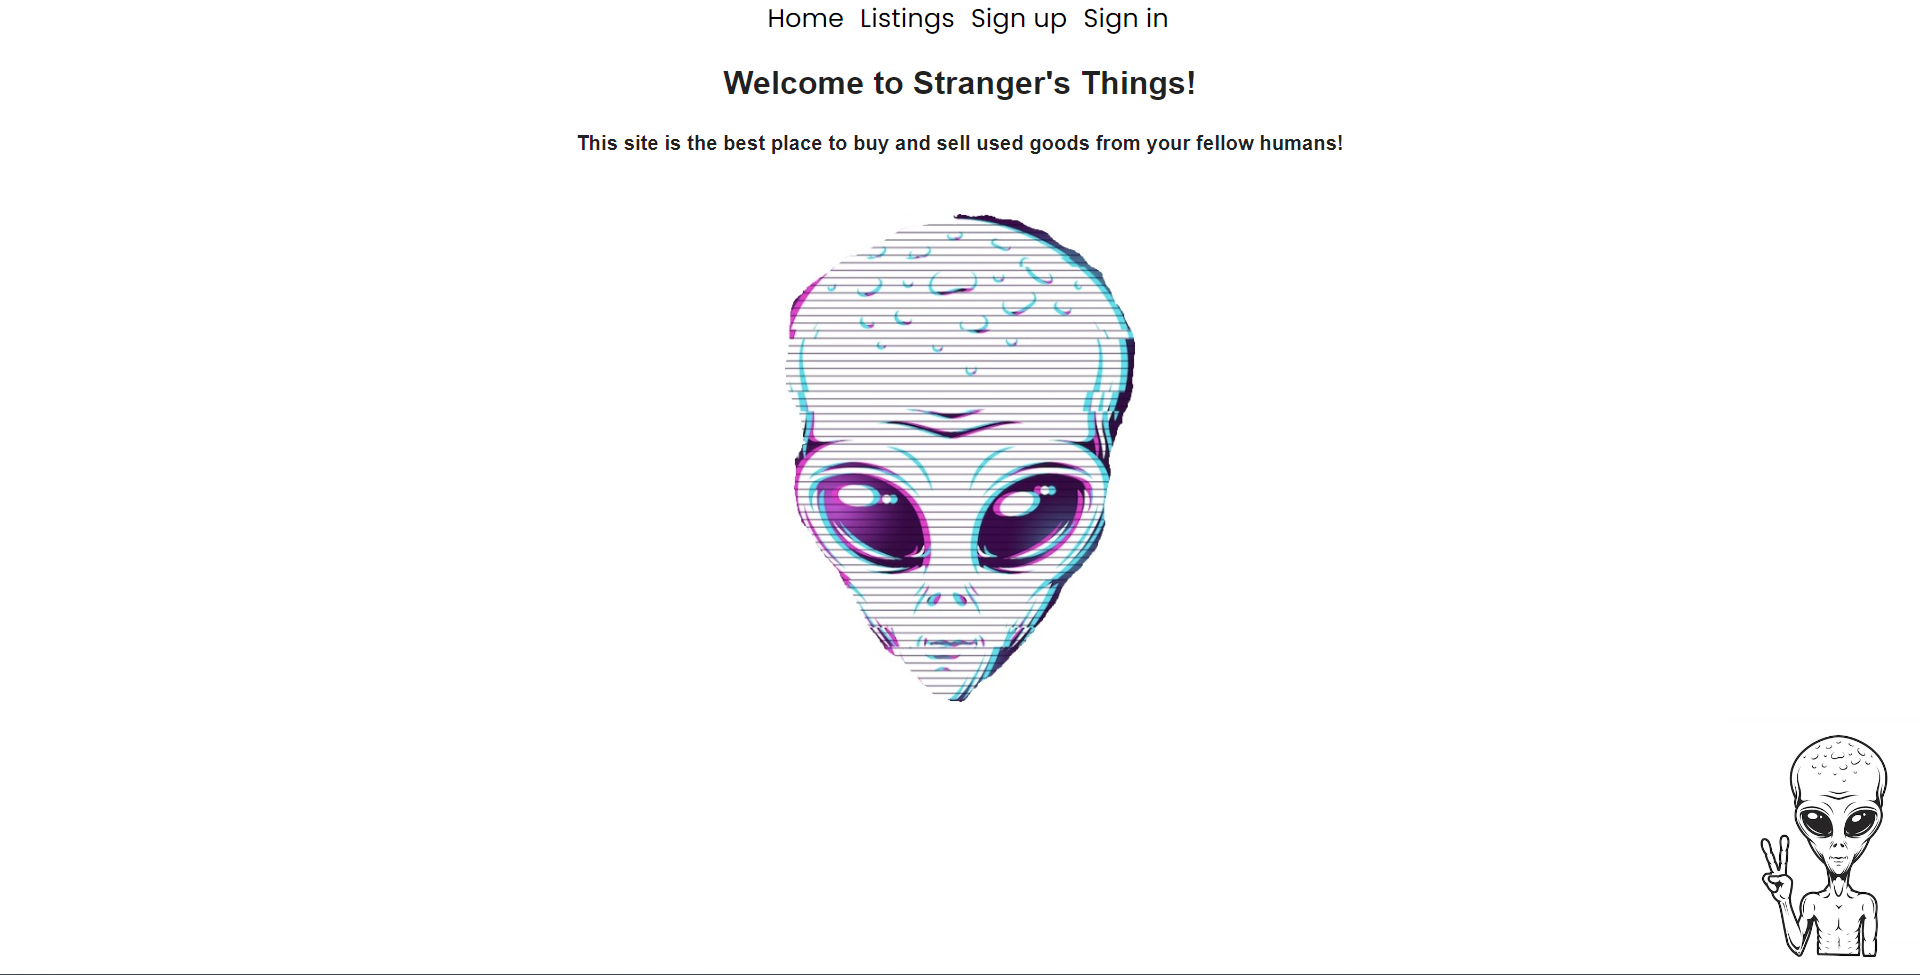 Home Listings Sign up Sign in
Welcome to Stranger's Things!
This site is the best place to buy and sell used goods from your fellow humans!